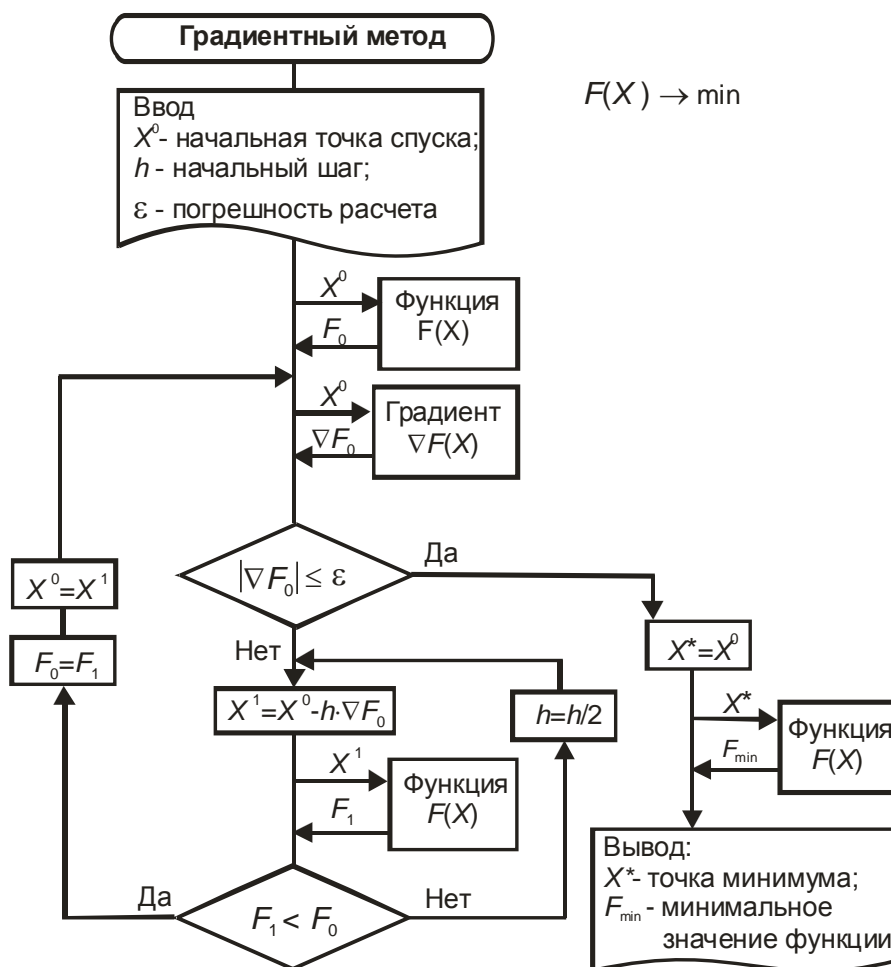 Градиентный метод
F(X) → min
Ввод
X⁰- начальная точка спуска;
h - начальный шаг;
ε - погрешность расчета
X⁰
Функция
F(X)
F₀
X⁰
Градиент
∇F(X)
∇F₀
|∇F₀| ≤ ε
Да
Нет
X⁰=X¹
F₀=F₁
X¹=X⁰-h·∇F₀
h=h/2
X¹
Функция
F(X)
F₁
F₁< F₀
Да
Нет
X*=X⁰
X*
Функция
F(X)
Fmin
Вывод:
X*- точка минимума;
Fmin - минимальное
значение функции